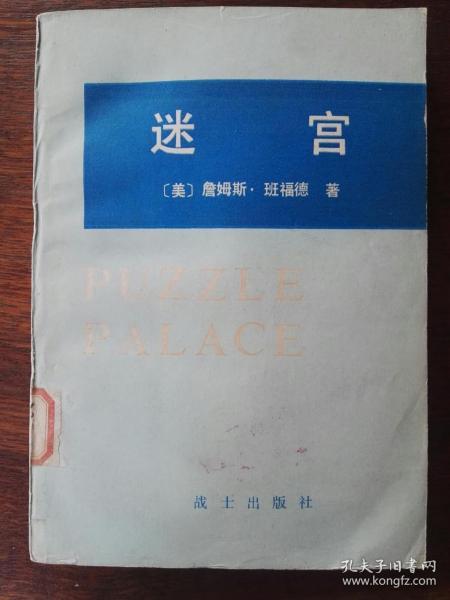 迷 宫
〔美〕詹姆斯·班福德 著
PUZZLE
PALACE
战士出版社
孔夫子旧书网
www.kongfz.com